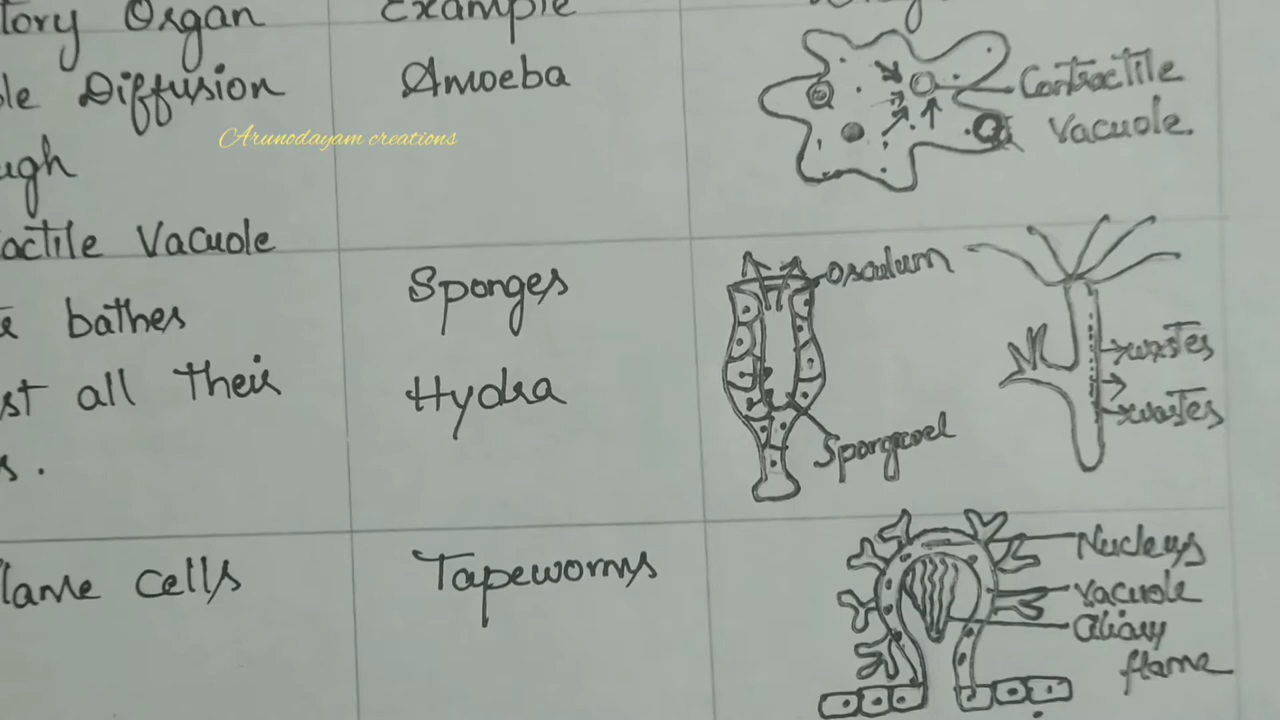 tory Organ
Example
le Diffusion
Amoeba
Contractile
Vacuole.
Arunodayam creations
ugh
actile Vacuole
Sponges
Osculum
bathes
wastes
st all their
Hydra
wastes
s.
Spongocoel
lame cells
Tapeworms
Nucleus
Vacuole
Ciliary
flame